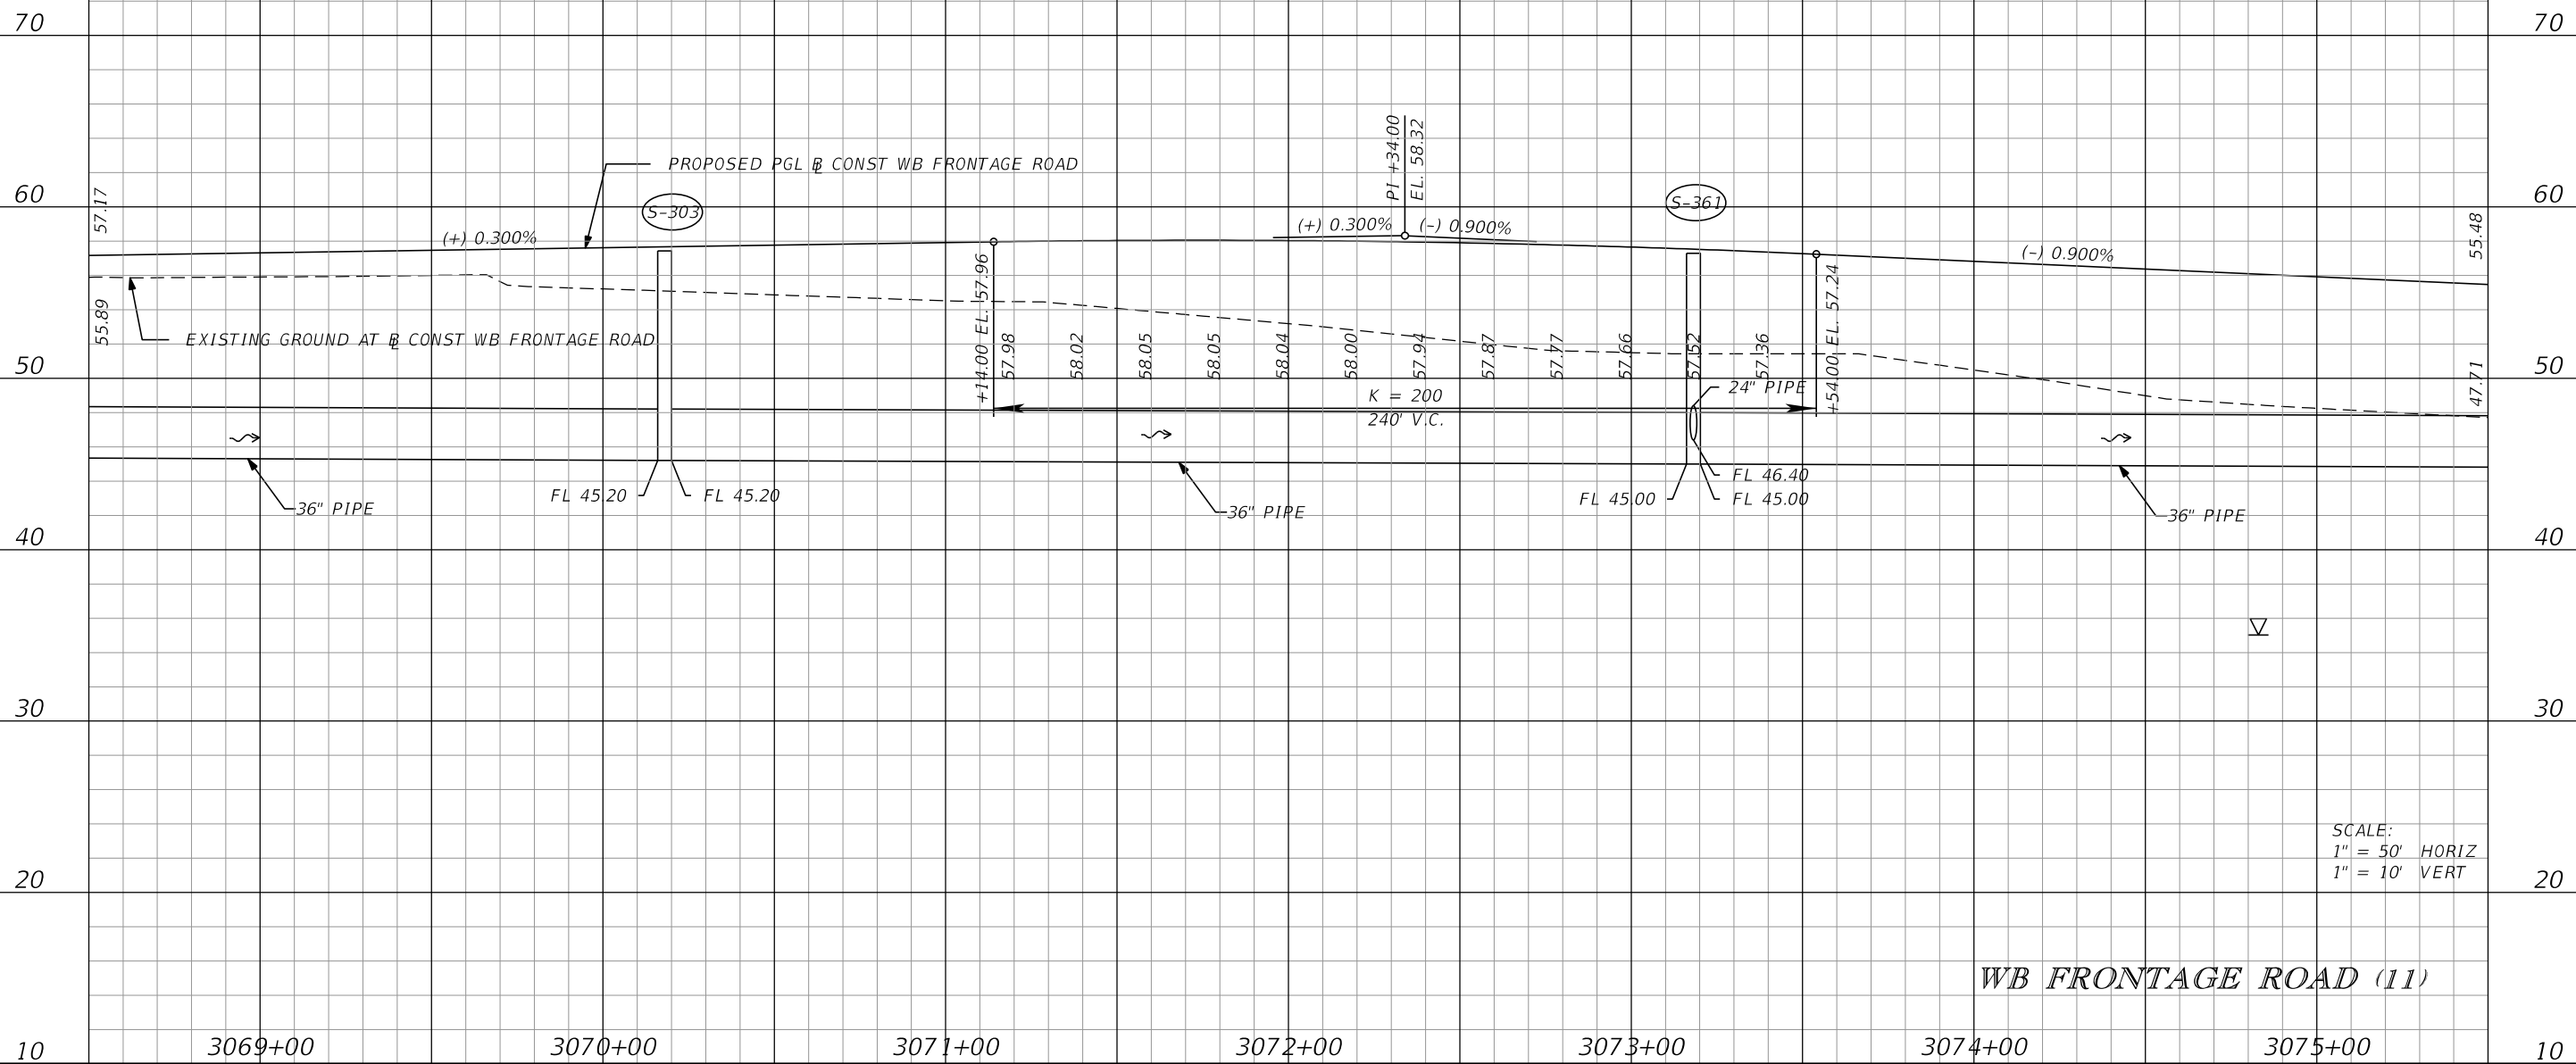 70
70
PI +34.00
EL. 58.32
PROPOSED PGL BL CONST WB FRONTAGE ROAD
60
60
57.17
S-303
S-361
55.48
(+) 0.300%
(+) 0.300%
(-) 0.900%
(-) 0.900%
55.89
EXISTING GROUND AT BL CONST WB FRONTAGE ROAD
+14.00 EL. 57.96
57.98
58.02
58.05
58.05
58.04
58.00
57.94
57.87
57.77
57.66
57.52
57.36
+54.00 EL. 57.24
47.71
50
50
K = 200
240' V.C.
24" PIPE
FL 45.20
FL 45.20
FL 46.40
FL 45.00
FL 45.00
36" PIPE
36" PIPE
36" PIPE
40
40
30
30
SCALE:
1" = 50' HORIZ
1" = 10' VERT
20
20
WB FRONTAGE ROAD (11)
10
3069+00
3070+00
3071+00
3072+00
3073+00
3074+00
3075+00
10